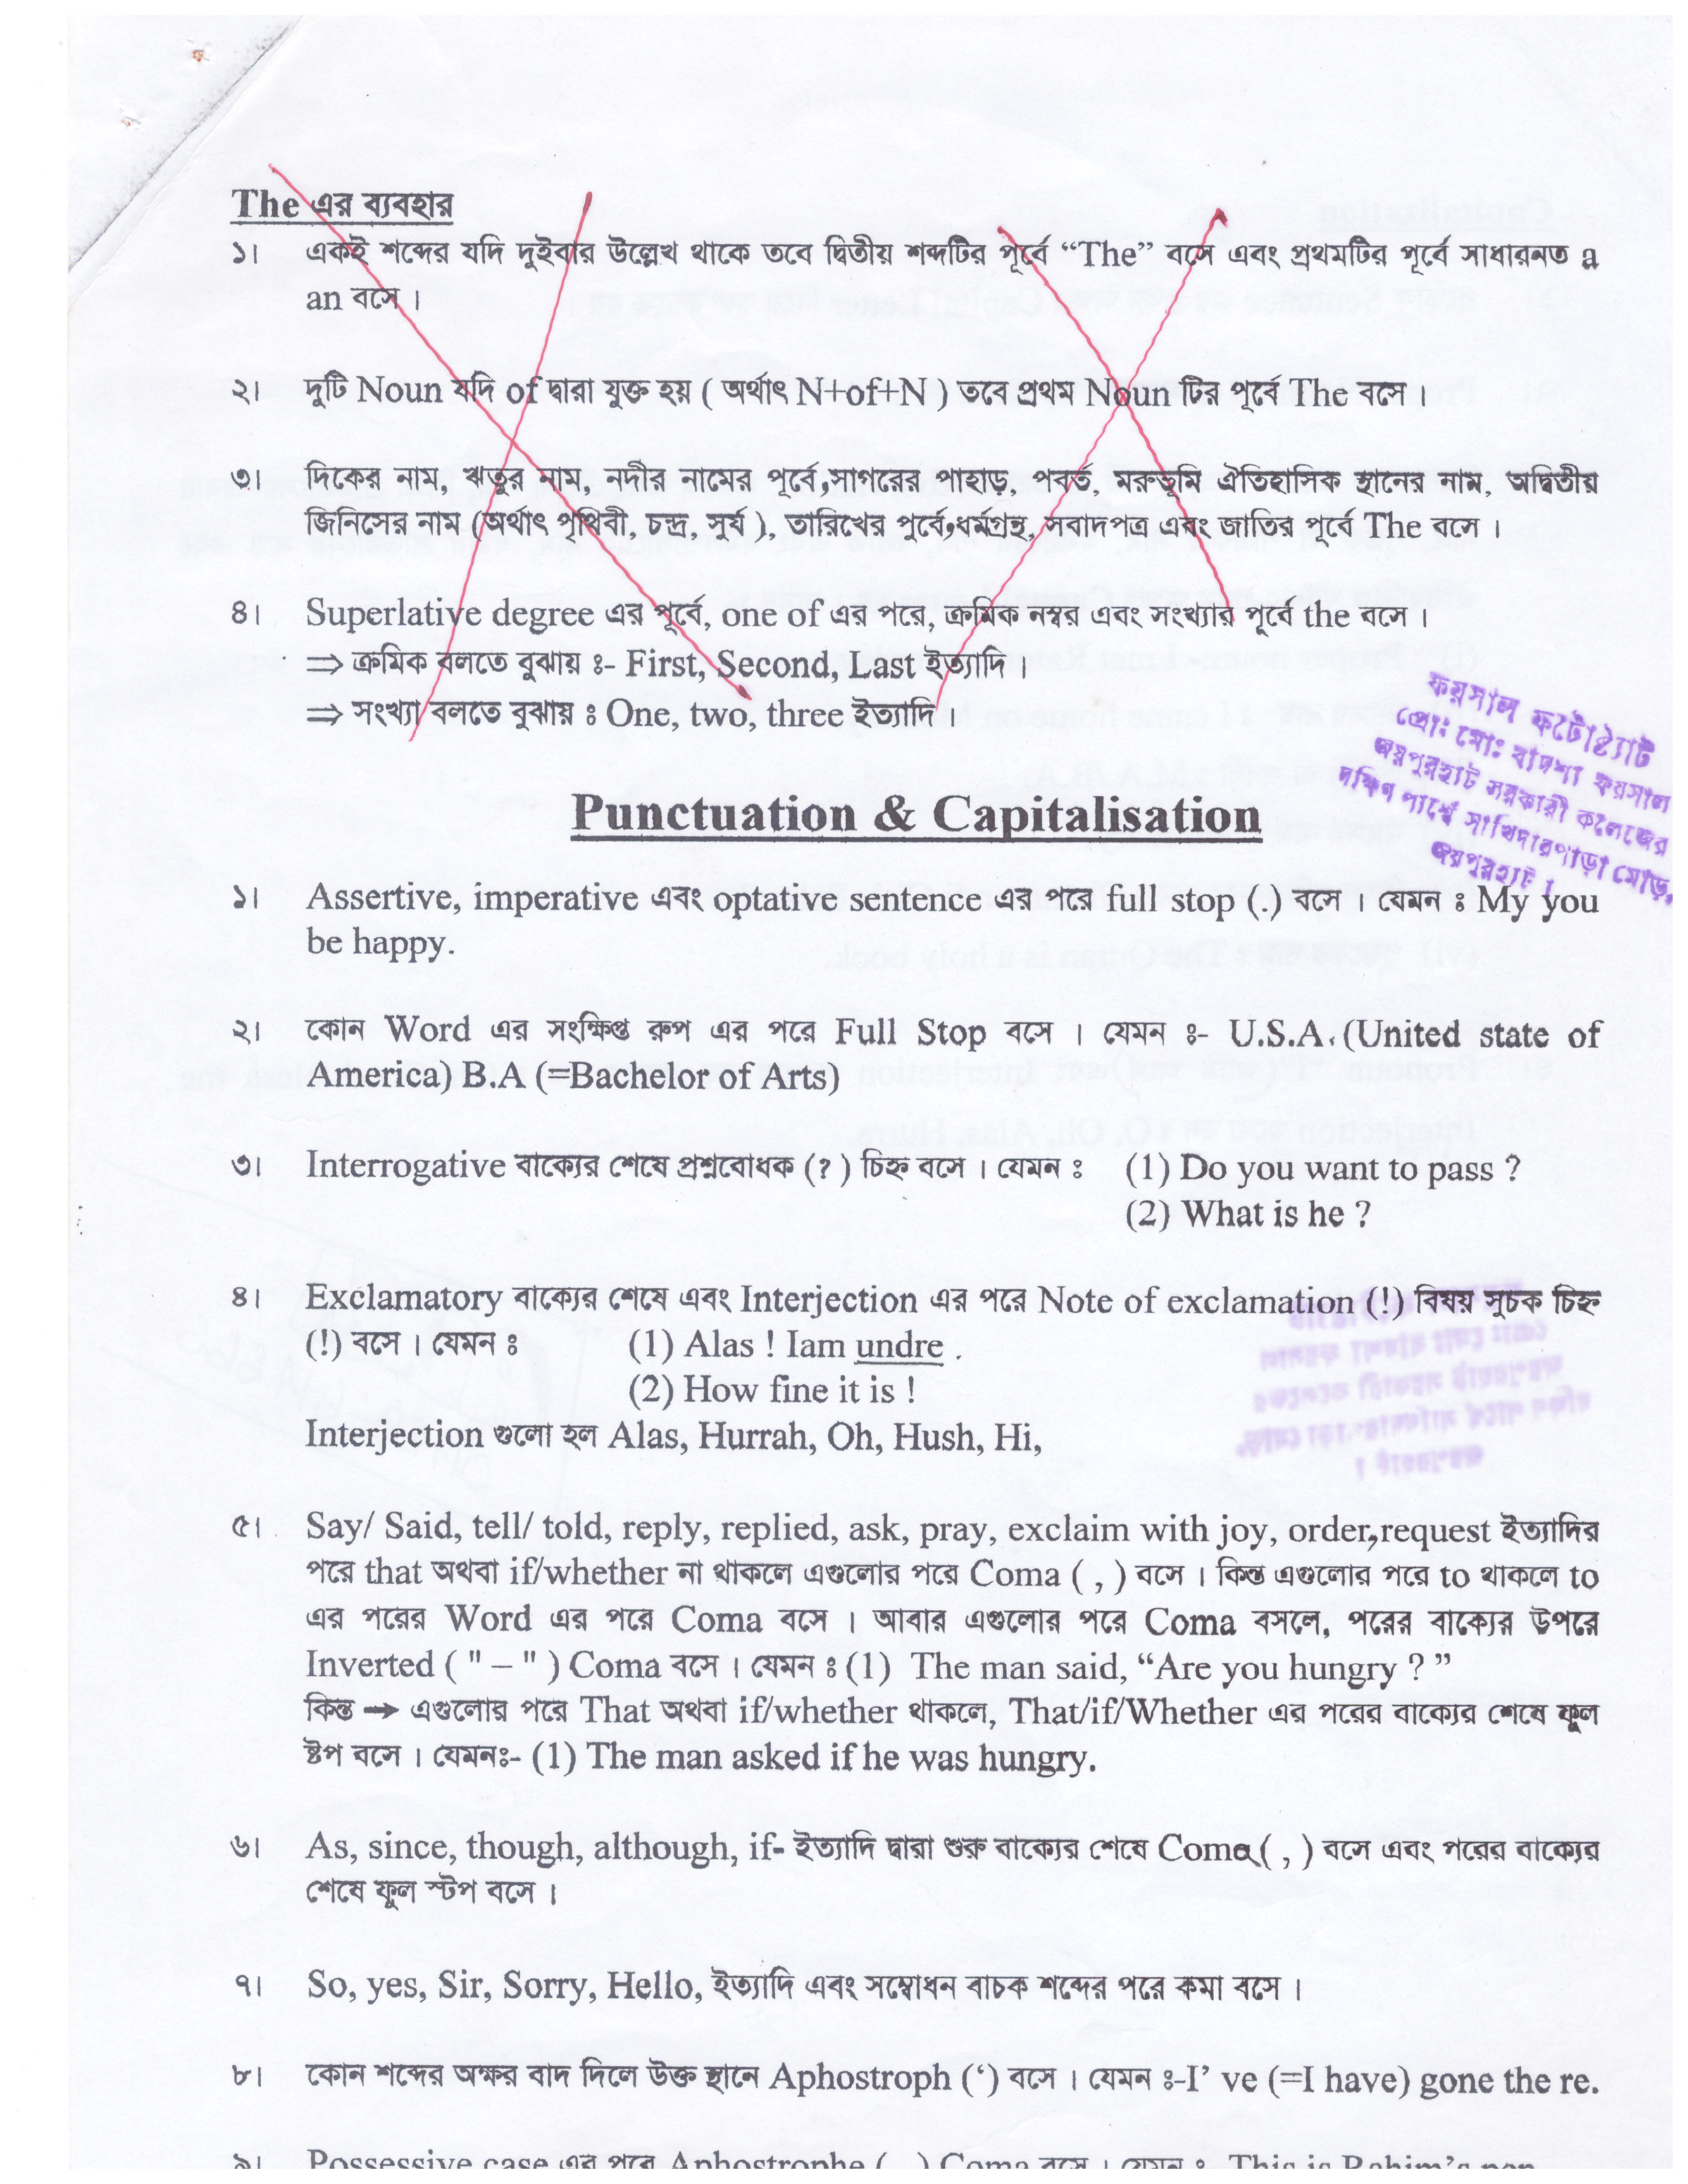 The এর ব্যবহার
১। একই শব্দের যদি দুইবার উল্লেখ থাকে তবে দ্বিতীয় শব্দটির পূর্বে “The” বসে এবং প্রথমটির পূর্বে সাধারনত a
an বসে ।
২। দুটি Noun যদি of দ্বারা যুক্ত হয় ( অর্থাৎ N+of+N ) তবে প্রথম Noun টির পূর্বে The বসে ।
৩। দিকের নাম, ঋতুর নাম, নদীর নামের পূর্বে,সাগরের পাহাড়, পবর্ত, মরুভূমি ঐতিহাসিক স্থানের নাম, অদ্বিতীয়
জিনিসের নাম (অর্থাৎ পৃথিবী, চন্দ্র, সুর্য ), তারিখের পুর্বে,ধর্মগ্রন্থ, সবাদপত্র এবং জাতির পূর্বে The বসে ।
৪। Superlative degree এর পূর্বে, one of এর পরে, ক্রমিক নম্বর এবং সংখ্যার পূর্বে the বসে ।
⇒ ক্রমিক বলতে বুঝায় ঃ- First, Second, Last ইত্যাদি ।
⇒ সংখ্যা বলতে বুঝায় ঃ One, two, three ইত্যাদি ।
ফয়সাল ফটোষ্ট্যাট
প্রোঃ মোঃ বাদশা ফয়সাল
জয়পুরহাট সরকারী কলেজের
দক্ষিণ পার্শ্বে সাখিদারপাড়া মোড়,
জয়পুরহাট ।
Punctuation & Capitalisation
১। Assertive, imperative এবং optative sentence এর পরে full stop (.) বসে । যেমন ঃ My you
be happy.
২। কোন Word এর সংক্ষিপ্ত রুপ এর পরে Full Stop বসে । যেমন ঃ- U.S.A. (United state of
America) B.A (=Bachelor of Arts)
৩। Interrogative বাক্যের শেষে প্রশ্নবোধক (? ) চিহ্ন বসে । যেমন ঃ (1) Do you want to pass ?
(2) What is he ?
৪। Exclamatory বাক্যের শেষে এবং Interjection এর পরে Note of exclamation (!) বিষয় সুচক চিহ্ন
(!) বসে । যেমন ঃ (1) Alas ! Iam undre .
(2) How fine it is !
Interjection গুলো হল Alas, Hurrah, Oh, Hush, Hi,
৫। Say/ Said, tell/ told, reply, replied, ask, pray, exclaim with joy, order,request ইত্যাদির
পরে that অথবা if/whether না থাকলে এগুলোর পরে Coma ( , ) বসে । কিন্ত এগুলোর পরে to থাকলে to
এর পরের Word এর পরে Coma বসে । আবার এগুলোর পরে Coma বসলে, পরের বাক্যের উপরে
Inverted ( " – " ) Coma বসে । যেমন ঃ (1) The man said, “Are you hungry ? ”
কিন্ত → এগুলোর পরে That অথবা if/whether থাকলে, That/if/Whether এর পরের বাক্যের শেষে ফুল
ষ্টপ বসে । যেমনঃ- (1) The man asked if he was hungry.
৬। As, since, though, although, if- ইত্যাদি দ্বারা শুরু বাক্যের শেষে Coma ( , ) বসে এবং পরের বাক্যের
শেষে ফুল স্টপ বসে ।
৭। So, yes, Sir, Sorry, Hello, ইত্যাদি এবং সম্বোধন বাচক শব্দের পরে কমা বসে ।
৮। কোন শব্দের অক্ষর বাদ দিলে উক্ত স্থানে Aphostroph (‘) বসে । যেমন ঃ-I’ ve (=I have) gone the re.
৯। Possessive case এর পরে Aphostrophe ( , ) Coma বসে । যেমন ঃ This is Rahim’s pen